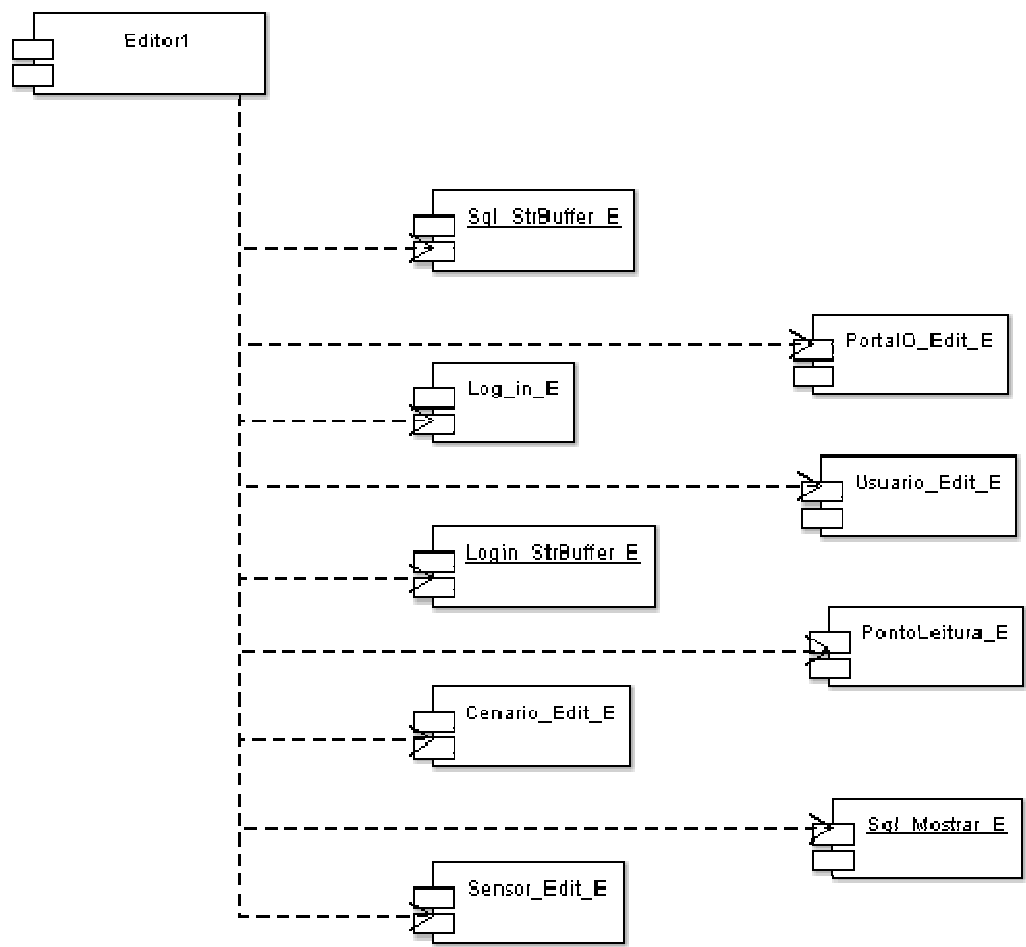 Editor1
Sql_StrBuffer_E
PortalO_Edit_E
Log_in_E
Usuario_Edit_E
Login_StrBuffer_E
PontoLeitura_E
Cenario_Edit_E
Sql_Mostrar_E
Sensor_Edit_E